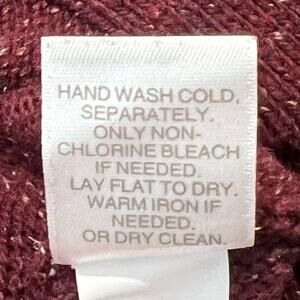 HAND WASH COLD.
SEPARATELY.
ONLY NON-
CHLORINE BLEACH
IF NEEDED.
LAY FLAT TO DRY.
WARM IRON IF
NEEDED.
OR DRY CLEAN.